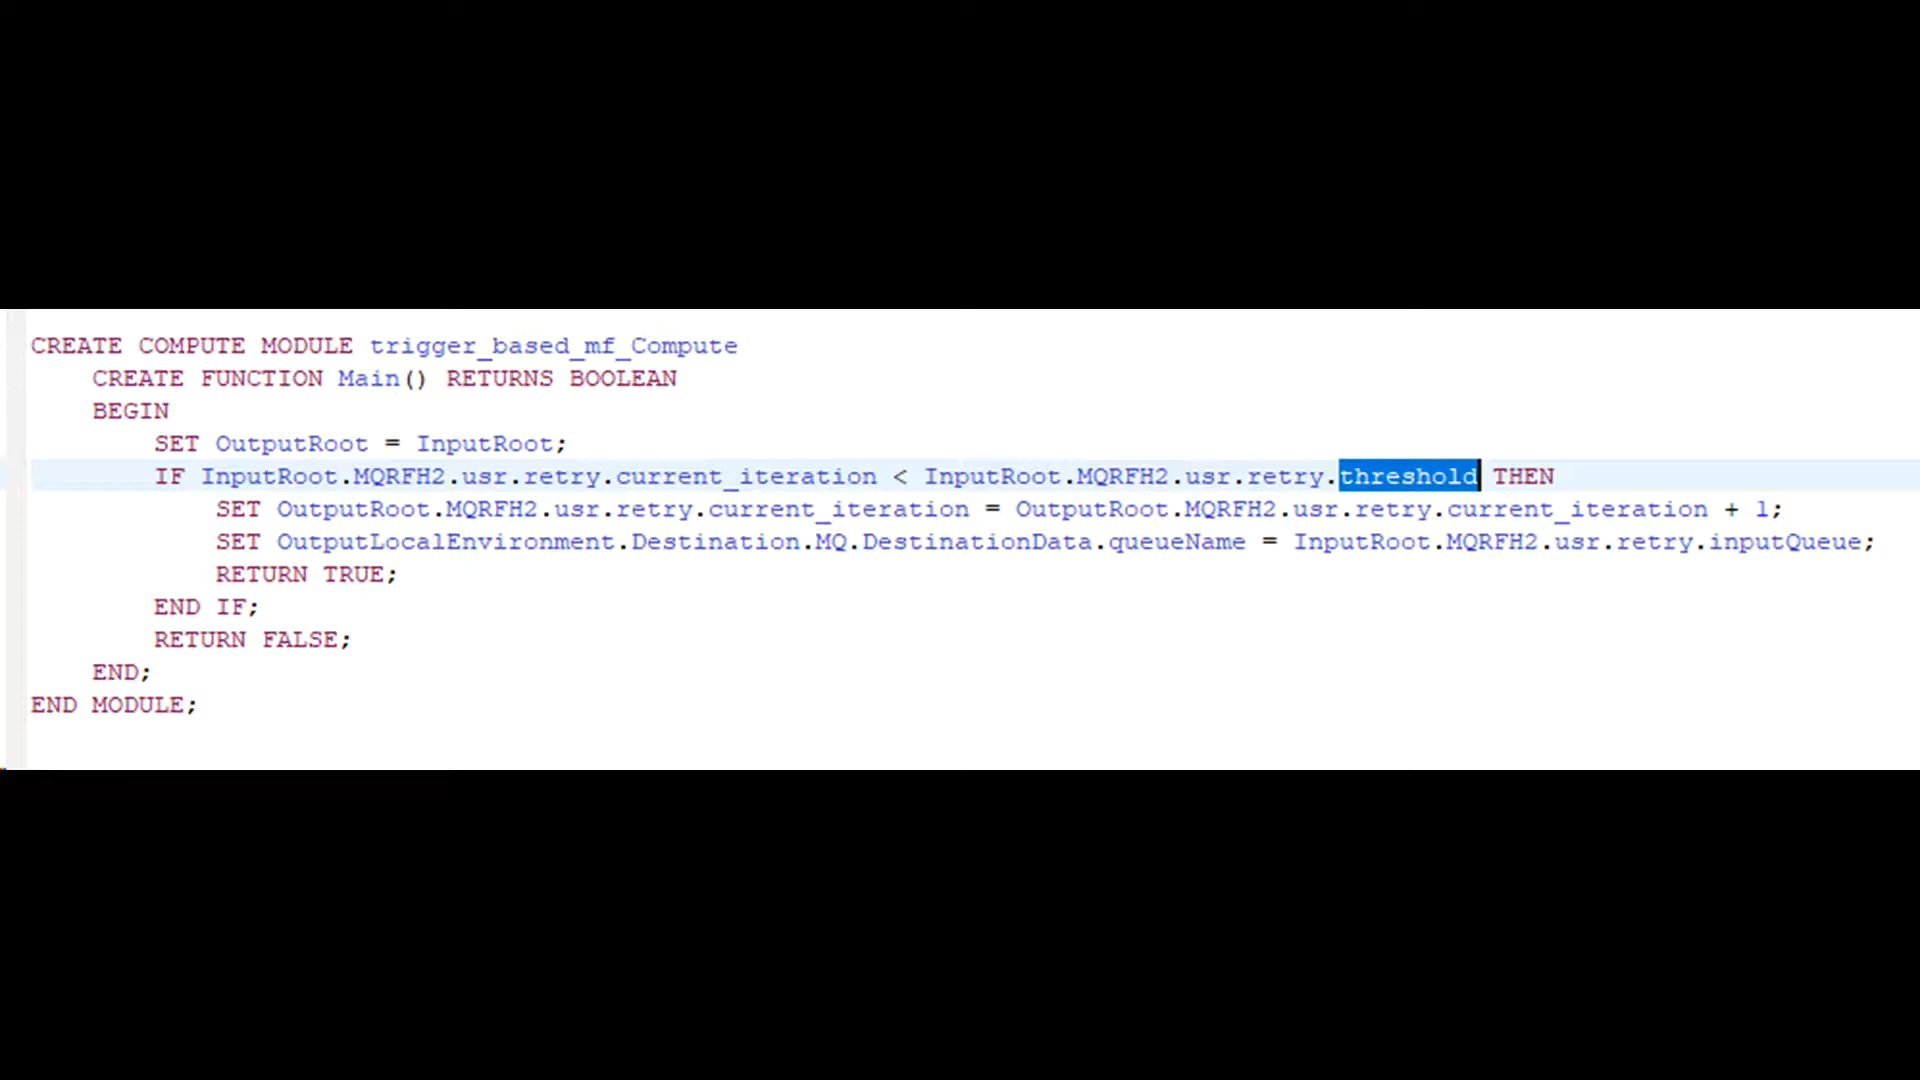 CREATE COMPUTE MODULE trigger_based_mf_Compute
CREATE FUNCTION Main() RETURNS BOOLEAN
BEGIN
SET OutputRoot = InputRoot;
IF InputRoot.MQRFH2.usr.retry.current_iteration < InputRoot.MQRFH2.usr.retry.threshold THEN
SET OutputRoot.MQRFH2.usr.retry.current_iteration = OutputRoot.MQRFH2.usr.retry.current_iteration + 1;
SET OutputLocalEnvironment.Destination.MQ.DestinationData.queueName = InputRoot.MQRFH2.usr.retry.inputQueue;
RETURN TRUE;
END IF;
RETURN FALSE;
END;
END MODULE;